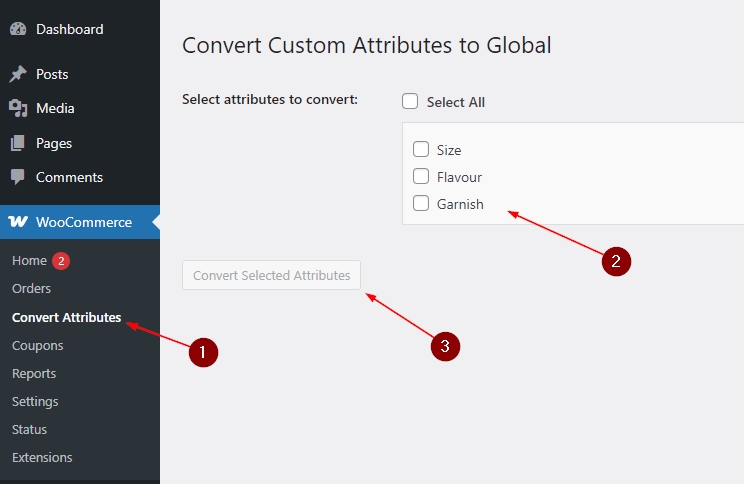 Dashboard
Posts
Media
Pages
Comments
WooCommerce
Home 2
Orders
Convert Attributes
Coupons
Reports
Settings
Status
Extensions
Convert Custom Attributes to Global
Select attributes to convert:
Select All
Size
Flavour
Garnish
Convert Selected Attributes
1
2
3